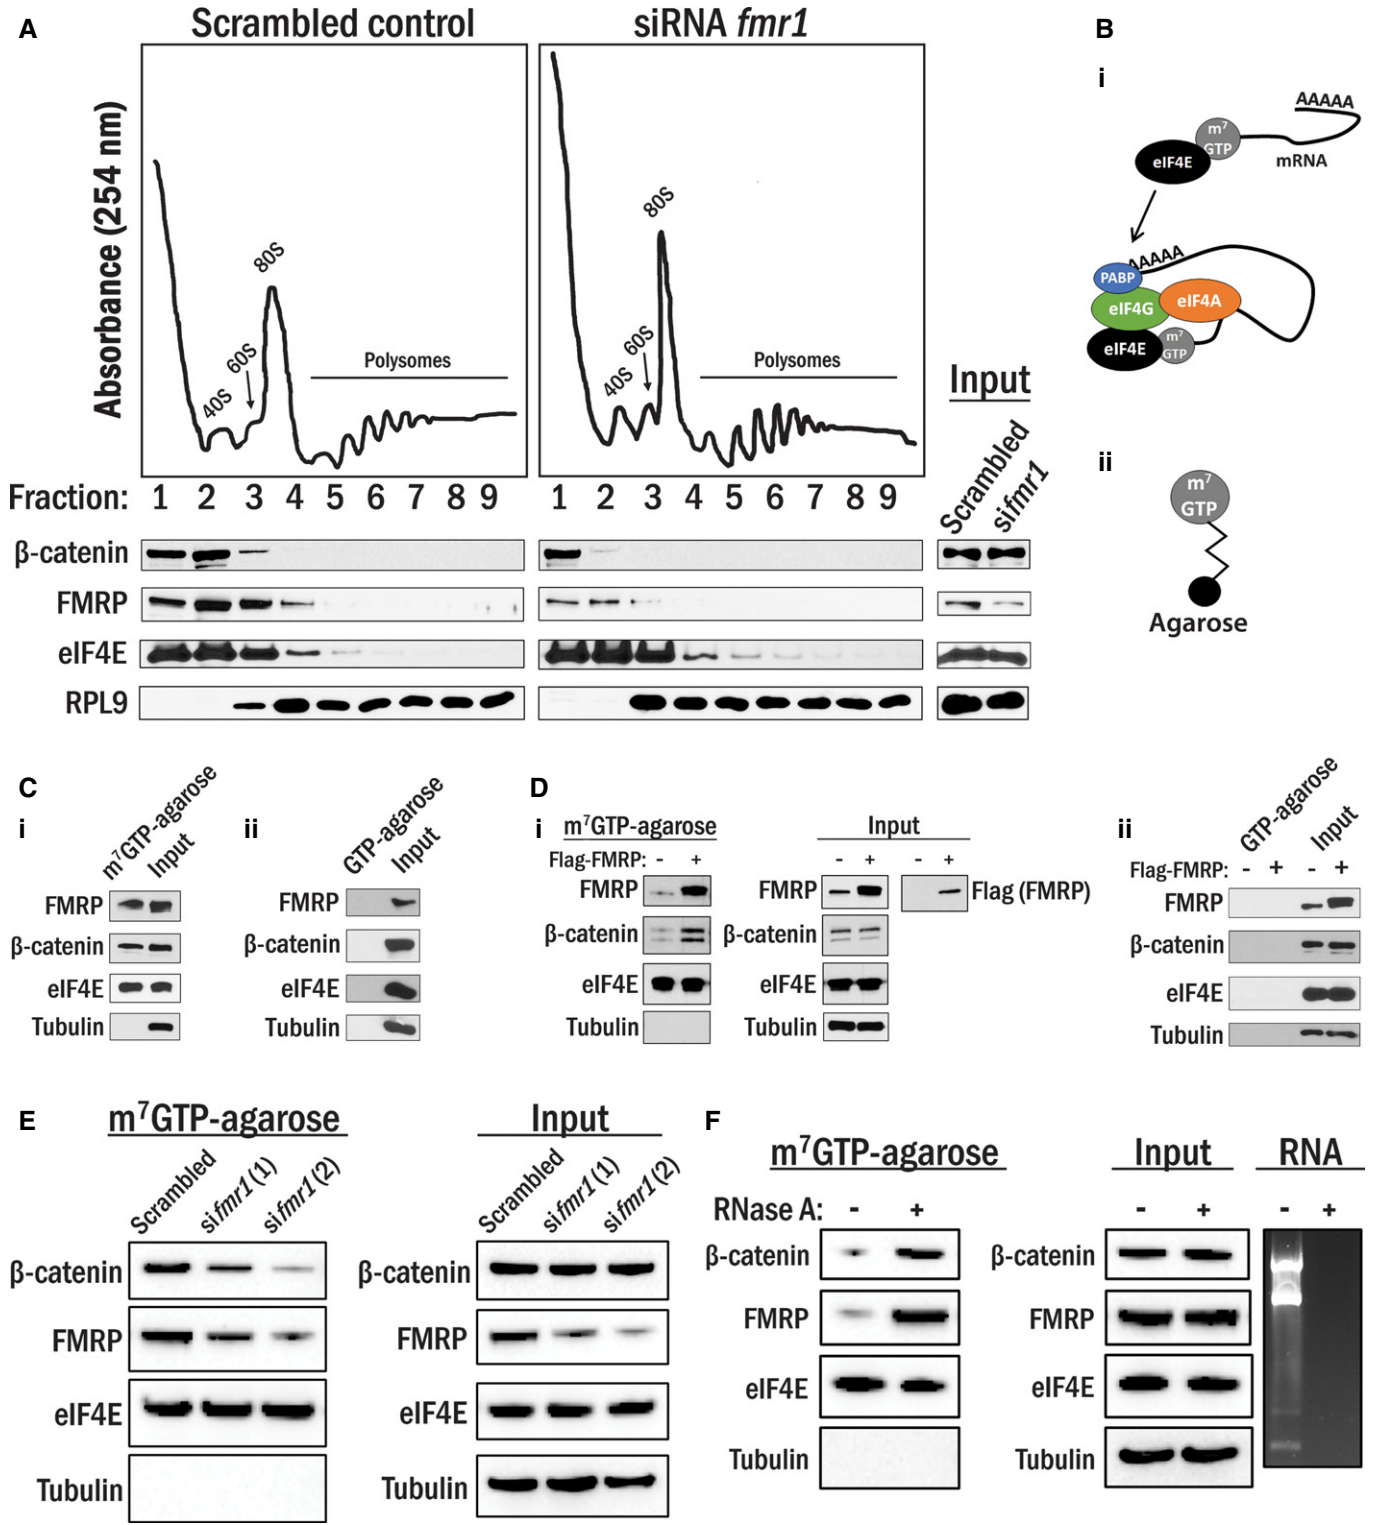 A
Scrambled control
siRNA fmr1
Absorbance (254 nm)
40S
60S
80S
Polysomes
40S
60S
80S
Polysomes
Input
Scrambled
sifmr1
Fraction: 1 2 3 4 5 6 7 8 9
1 2 3 4 5 6 7 8 9
β-catenin
FMRP
eIF4E
RPL9
B
i
AAAAA
m7 GTP
eIF4E
mRNA
AAAAA
PABP
eIF4G
eIF4A
eIF4E
m7 GTP
ii
m7 GTP
Agarose
C
i
m7GTP-agarose
Input
FMRP
β-catenin
eIF4E
Tubulin
ii
GTP-agarose
Input
FMRP
β-catenin
eIF4E
Tubulin
D
i
m7GTP-agarose
Input
Flag-FMRP: - +
- +
- +
FMRP
FMRP
Flag (FMRP)
β-catenin
β-catenin
eIF4E
eIF4E
Tubulin
Tubulin
ii
GTP-agarose
Input
Flag-FMRP: - + - +
FMRP
β-catenin
eIF4E
Tubulin
E
m7GTP-agarose
Input
Scrambled
sifmr1(1)
sifmr1(2)
Scrambled
sifmr1(1)
sifmr1(2)
β-catenin
β-catenin
FMRP
FMRP
eIF4E
eIF4E
Tubulin
Tubulin
F
m7GTP-agarose
Input
RNA
RNase A: - +
- +
- +
β-catenin
β-catenin
FMRP
FMRP
eIF4E
eIF4E
Tubulin
Tubulin